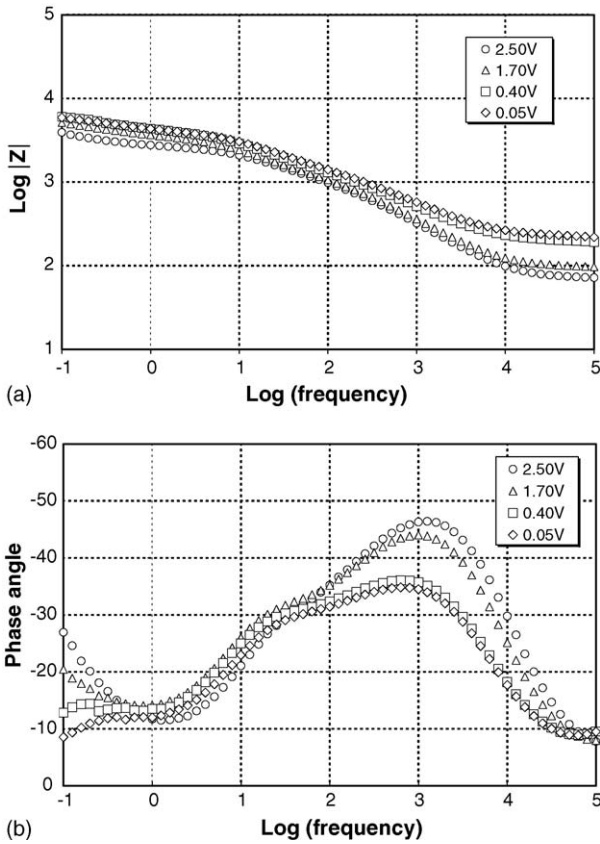 5
4
3
2
1
Log |Z|
○ 2.50V
△ 1.70V
□ 0.40V
◇ 0.05V
-1 0 1 2 3 4 5
(a) Log (frequency)
-60
-50
-40
-30
-20
-10
0
Phase angle
○ 2.50V
△ 1.70V
□ 0.40V
◇ 0.05V
-1 0 1 2 3 4 5
(b) Log (frequency)